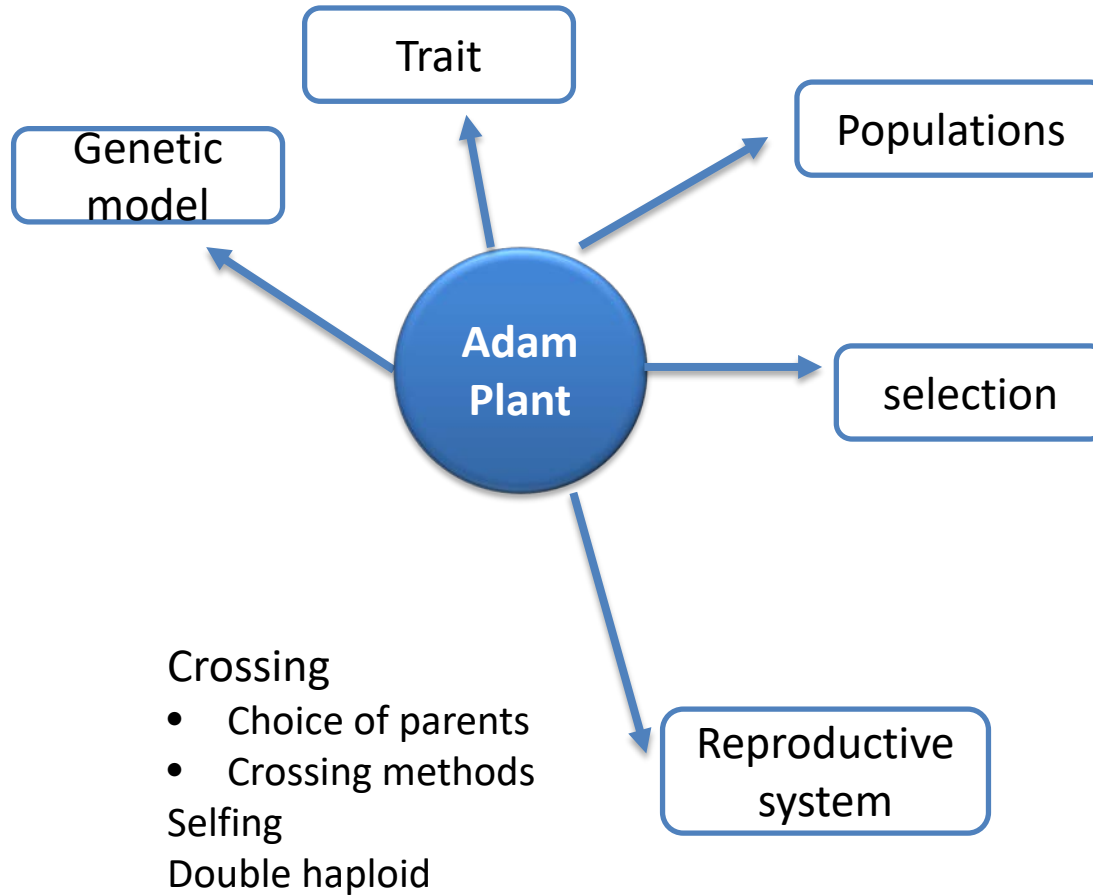 Trait
Populations
Genetic
model
Adam
Plant
selection
Crossing
• Choice of parents
• Crossing methods
Selfing
Double haploid
Reproductive
system